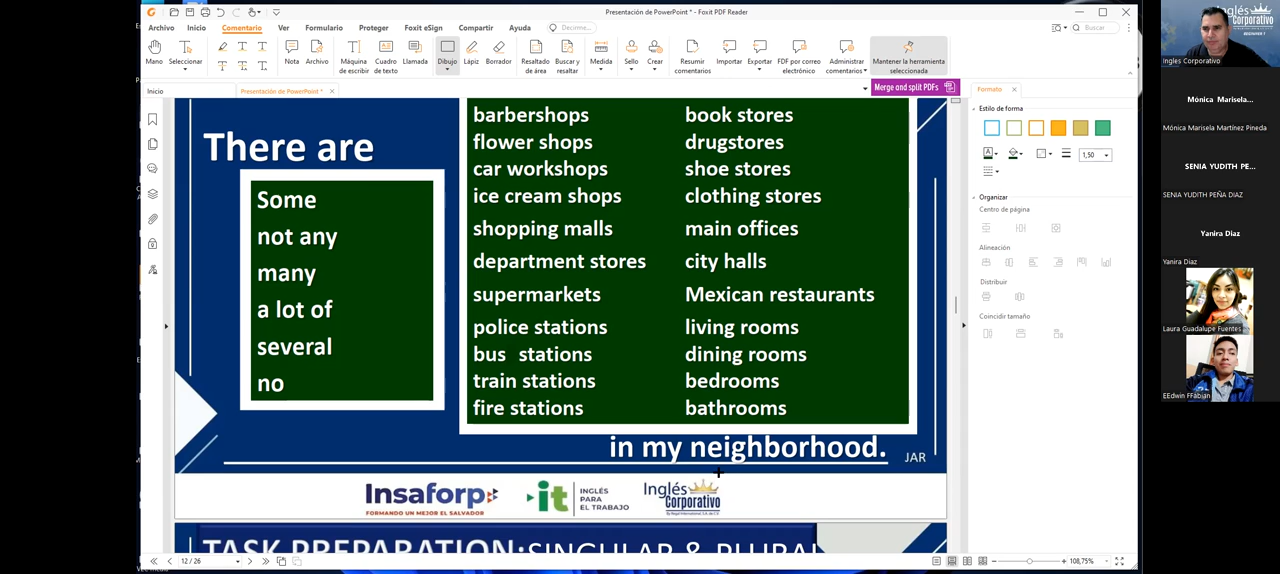 Presentación de PowerPoint * - Foxit PDF Reader
Archivo Inicio Comentario Ver Formulario Proteger Foxit eSign Compartir Ayuda Decirme... Buscar
Mano Seleccionar Nota Archivo Máquina de escribir Cuadro de texto Llamada Dibujo Lápiz Borrador Resaltado de área Buscar y resaltar Medida Sello Crear Resumir comentarios Importar Exportar FDF por correo electrónico Administrar comentarios Mantener la herramienta seleccionada
Inicio Presentación de PowerPoint *
Merge and split PDFs
There are
Some
not any
many
a lot of
several
no
barbershops
flower shops
car workshops
ice cream shops
shopping malls
department stores
supermarkets
police stations
bus stations
train stations
fire stations
book stores
drugstores
shoe stores
clothing stores
main offices
city halls
Mexican restaurants
living rooms
dining rooms
bedrooms
bathrooms
in my neighborhood.
JAR
Insaforp
FORMANDO UN MEJOR EL SALVADOR
it
INGLÉS
PARA
EL TRABAJO
Inglés
Corporativo
TASK PREPARATION: SINGULAR & PLURAL
12 / 26
108,75%
Formato
Estilo de forma
1,50
Organizar
Centro de página
Alineación
Distribuir
Coincidir tamaño
Inglés
Corporativo
BEGINNER 7
Ingles Corporativo
Mónica Marisela...
Mónica Marisela Martínez Pineda
SENIA YUDITH PE...
SENIA YUDITH PEÑA DIAZ
Yanira Diaz
Yanira Diaz
Laura Guadalupe Fuentes
EEdwin FFabian